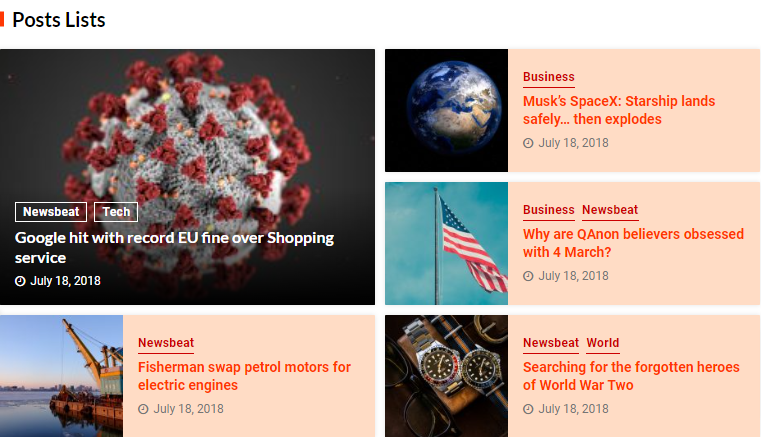 Posts Lists
Newsbeat Tech
Google hit with record EU fine over Shopping
service
July 18, 2018
Business
Musk's SpaceX: Starship lands
safely… then explodes
July 18, 2018
Business Newsbeat
Why are QAnon believers obsessed
with 4 March?
July 18, 2018
Newsbeat
Fisherman swap petrol motors for
electric engines
July 18, 2018
Newsbeat World
Searching for the forgotten heroes
of World War Two
July 18, 2018